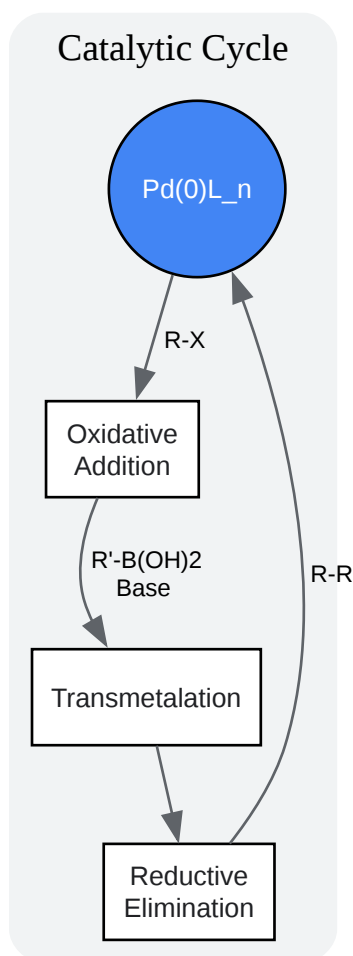 Catalytic Cycle
Pd(0)L_n
R-X
Oxidative
Addition
R'-B(OH)2
Base
R-R
Transmetalation
Reductive
Elimination